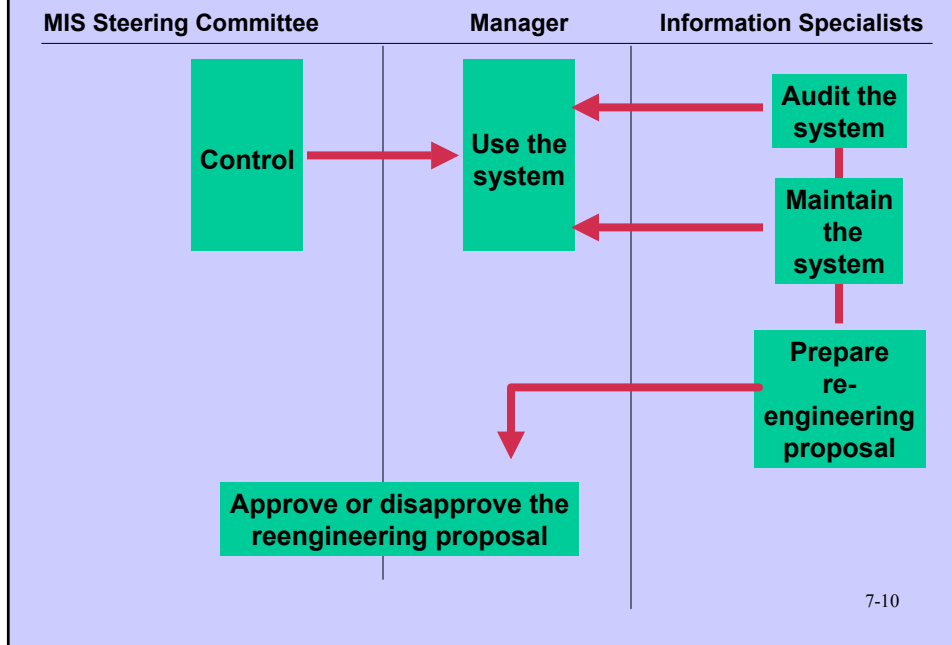 MIS Steering Committee
Manager
Information Specialists
Control
Use the
system
Audit the
system
Maintain
the
system
Prepare
re-
engineering
proposal
Approve or disapprove the
reengineering proposal
7-10